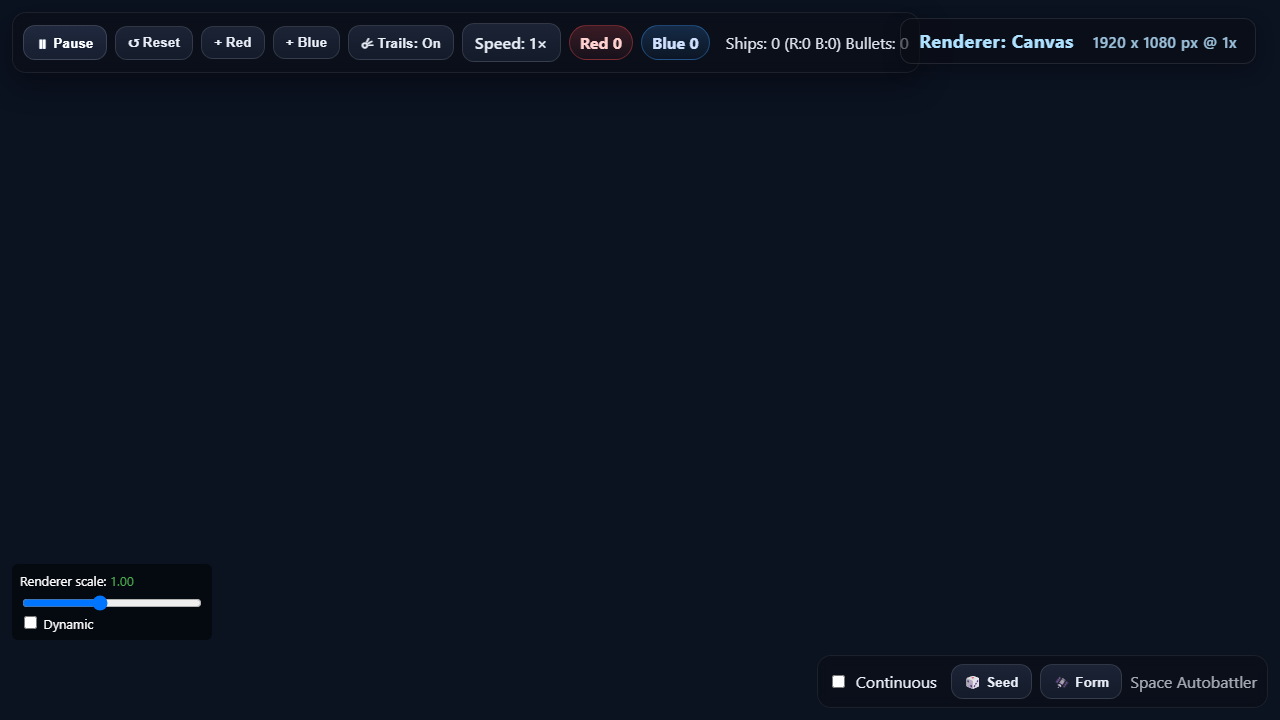 ⏸ Pause
↺ Reset
+ Red
+ Blue
☄ Trails: On
Speed: 1×
Red 0
Blue 0
Ships: 0 (R:0 B:0) Bullets: 0
Renderer: Canvas
1920 x 1080 px @ 1x
Renderer scale: 1.00
Dynamic
Continuous
🎲 Seed
🌌 Form
Space Autobattler